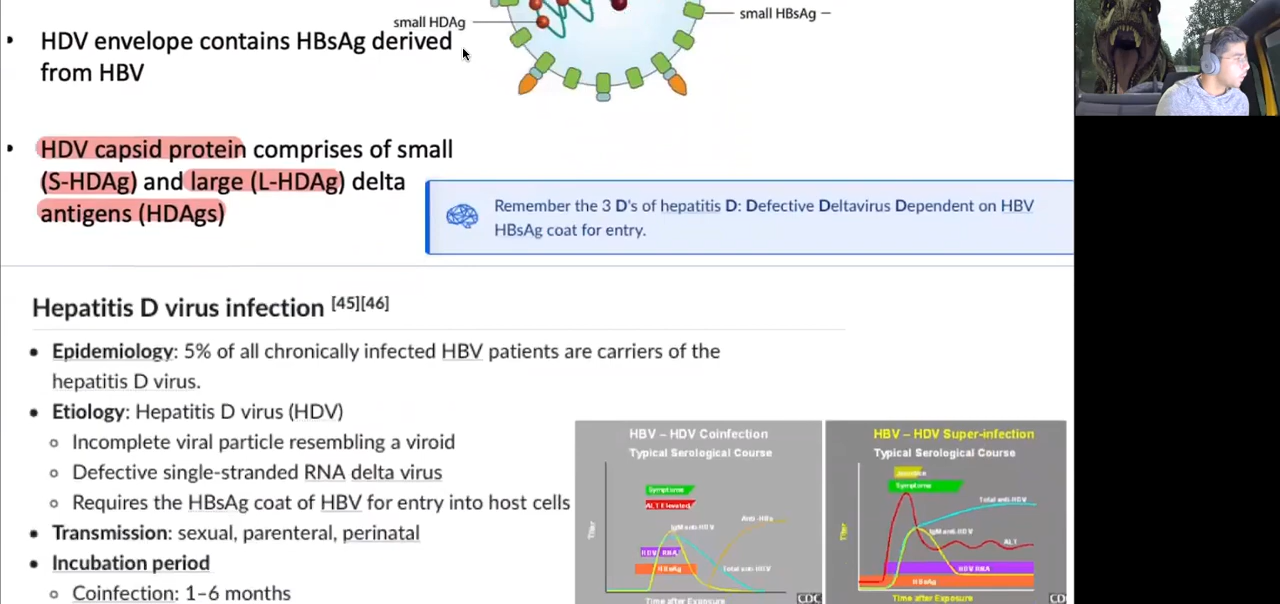 small HDAg
small HBsAg
• HDV envelope contains HBsAg derived
from HBV
• HDV capsid protein comprises of small
(S-HDAg) and large (L-HDAg) delta
antigens (HDAgs)
Remember the 3 D's of hepatitis D: Defective Deltavirus Dependent on HBV
HBsAg coat for entry.
Hepatitis D virus infection [45][46]
• Epidemiology: 5% of all chronically infected HBV patients are carriers of the
hepatitis D virus.
• Etiology: Hepatitis D virus (HDV)
○ Incomplete viral particle resembling a viroid
○ Defective single-stranded RNA delta virus
○ Requires the HBsAg coat of HBV for entry into host cells
• Transmission: sexual, parenteral, perinatal
• Incubation period
○ Coinfection: 1–6 months
HBV – HDV Coinfection
Typical Serological Course
Symptoms
ALT Elevated
IgM anti-HDV
Anti-HBs
HDV RNA
HBsAg
Total anti-HDV
Titer
Time after Exposure
CDC
HBV – HDV Super-infection
Typical Serological Course
Jaundice
Symptoms
Total anti-HDV
IgM anti-HDV
ALT
HDV RNA
HBsAg
Titer
Time after Exposure
CD